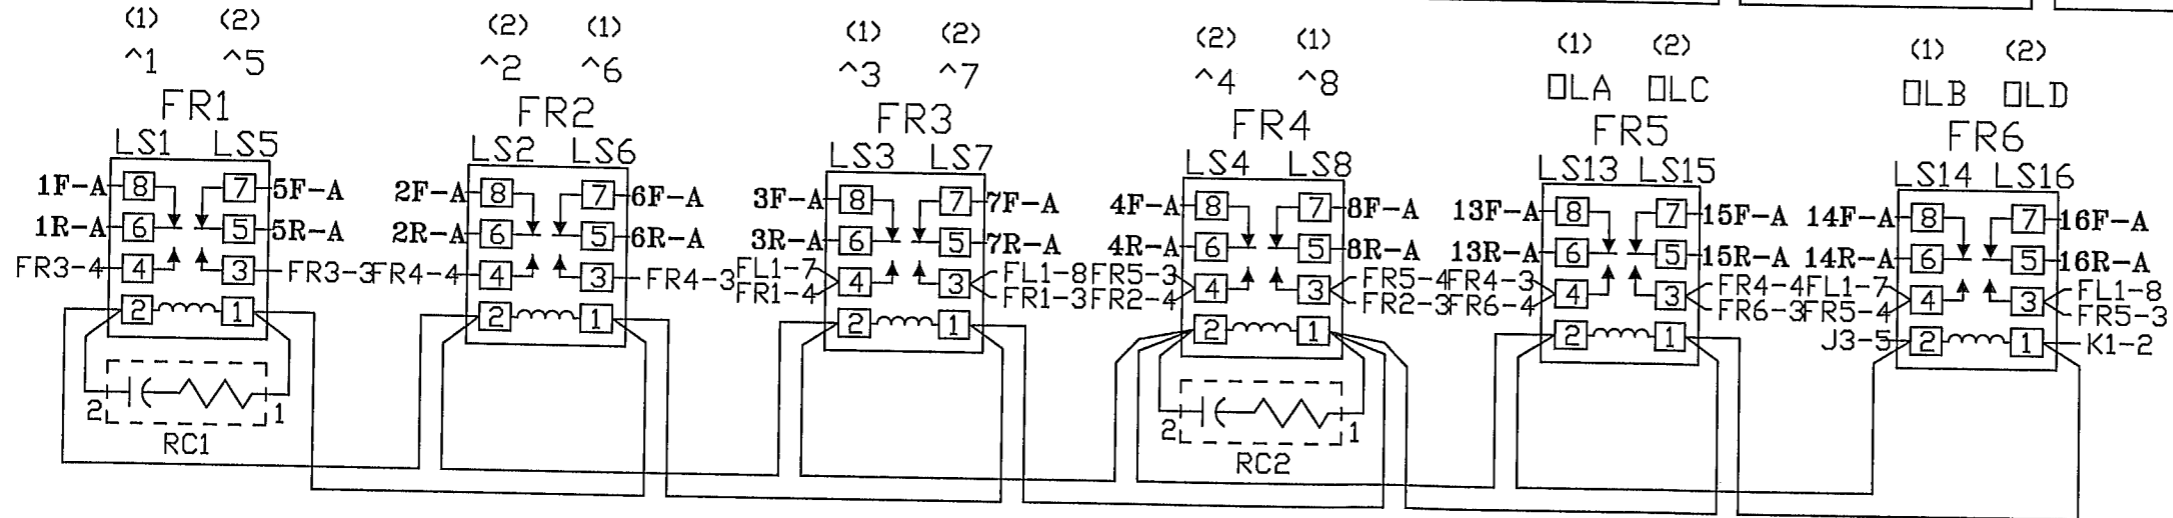 (1) (2) (2) (1) (1) (2) (2) (1) (1) (2) (1) (2)
^1 ^5 ^2 ^6 ^3 ^7 ^4 ^8 OLA OLC OLB OLD
FR1 FR2 FR3 FR4 FR5 FR6
LS1 LS5 LS2 LS6 LS3 LS7 LS4 LS8 LS13 LS15 LS14 LS16
1F-A 8 7 5F-A 2F-A 8 7 6F-A 3F-A 8 7 7F-A 4F-A 8 7 8F-A 13F-A 8 7 15F-A 14F-A 8 7 16F-A
1R-A 6 5 5R-A 2R-A 6 5 6R-A 3R-A 6 5 7R-A 4R-A 6 5 8R-A 13R-A 6 5 15R-A 14R-A 6 5 16R-A
FR3-4 4 3 FR3-3 FR4-4 4 3 FR4-3 FL1-7 4 3 FL1-8 FR5-3 4 3 FR5-4 FR4-3 4 3 FR4-4 FL1-7 4 3 FL1-8
FR1-4 FR1-3 FR2-4 FR2-3 FR6-4 FR6-3 FR5-4 FR5-3
2 1 2 1 2 1 2 1 2 1 J3-5 2 1 K1-2
2 1 2 1
RC1 RC2